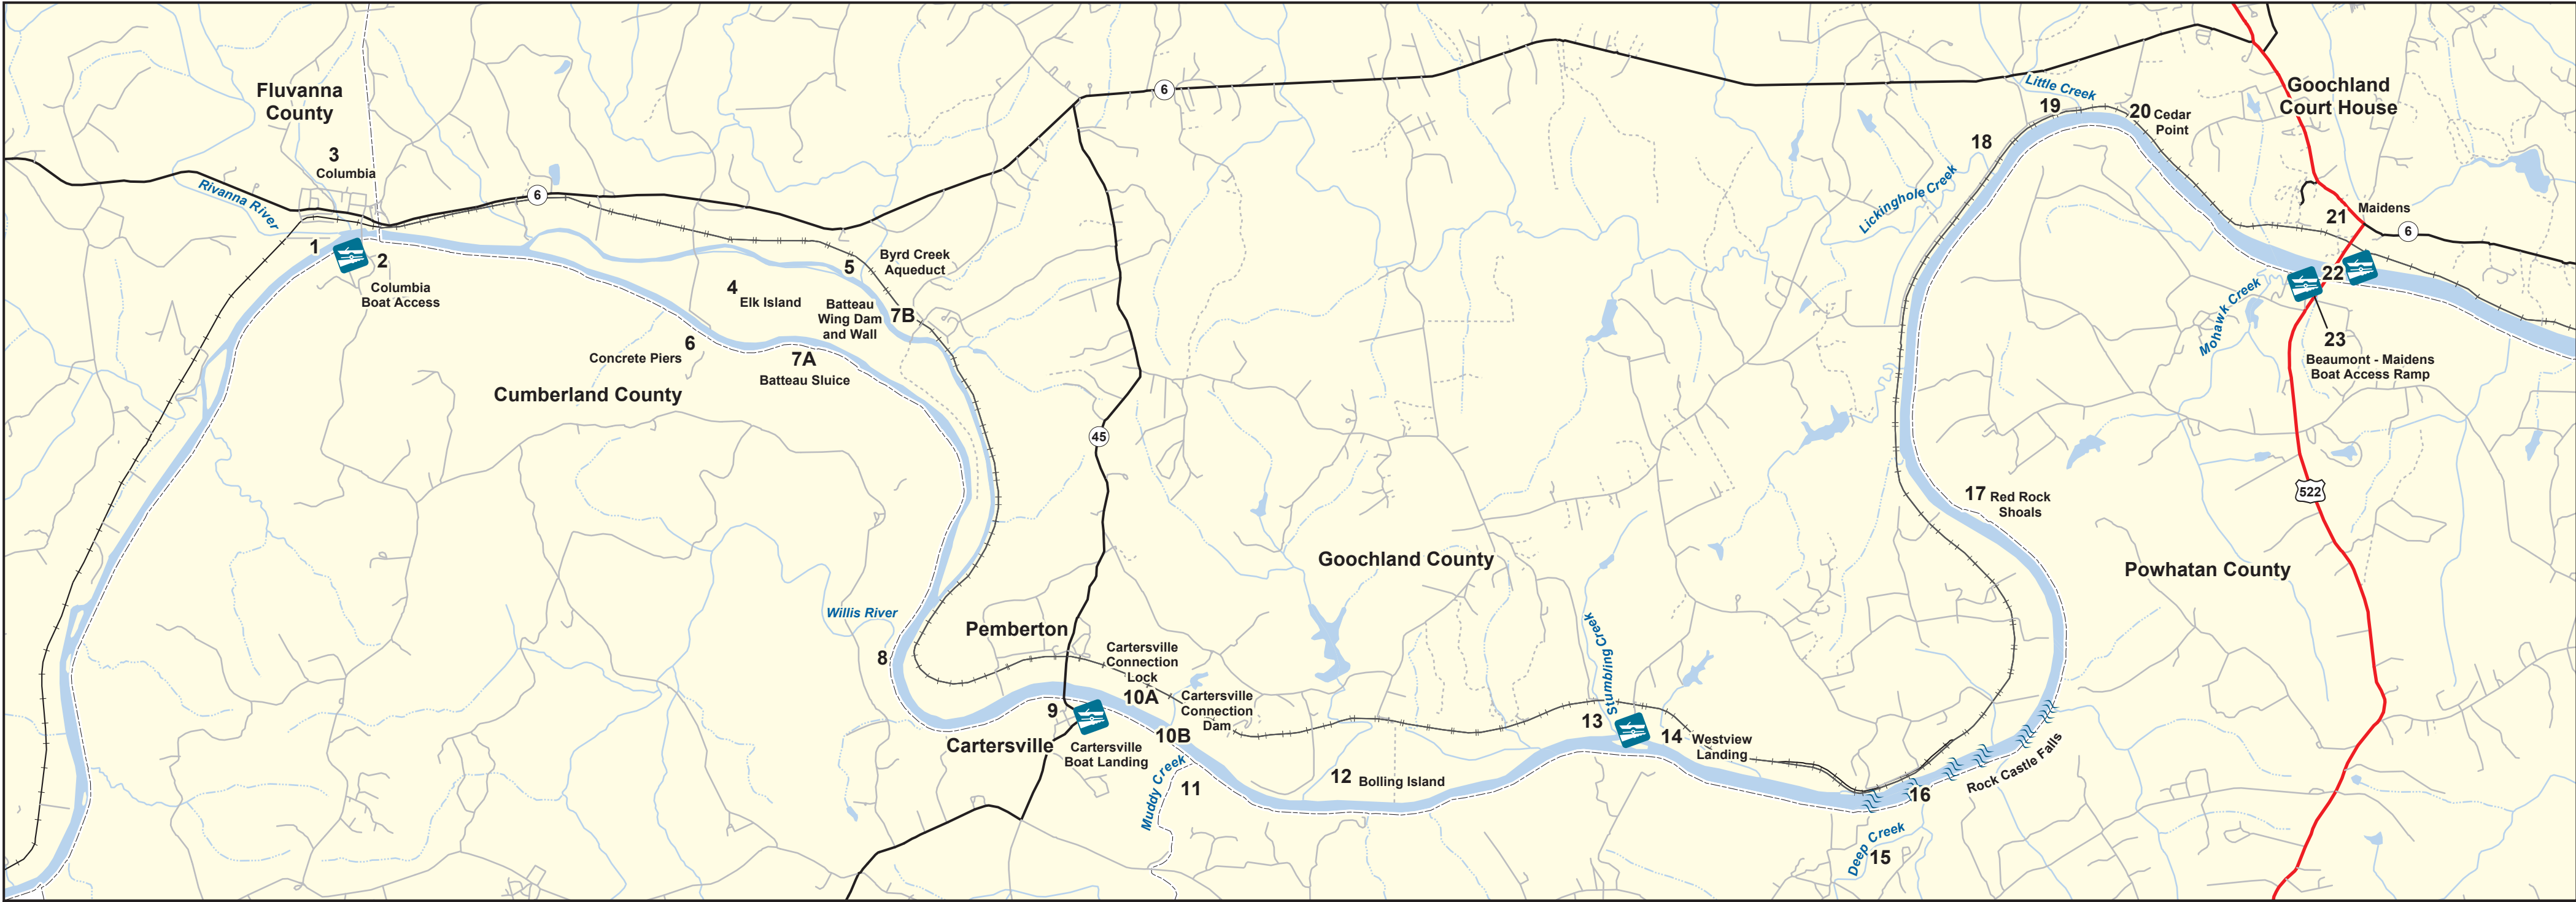 Fluvanna
County
3
Columbia
Rivanna River
1
2
Columbia
Boat Access
6
4
Elk Island
5
Byrd Creek
Aqueduct
Batteau
Wing Dam
and Wall
7B
6
Concrete Piers
7A
Batteau Sluice
Cumberland County
6
45
Willis River
8
Pemberton
Cartersville
Connection
Lock
10A
9
Cartersville
Cartersville
Boat Landing
Cartersville
Connection
Dam
10B
Muddy Creek
11
Goochland County
12
Bolling Island
Stumbling Creek
13
14
Westview
Landing
Deep Creek
15
16
Rock Castle Falls
17
Red Rock
Shoals
Powhatan County
Lickinghole Creek
18
Little Creek
19
20
Cedar
Point
Goochland
Court House
21
Maidens
6
22
Mohawk Creek
23
Beaumont - Maidens
Boat Access Ramp
522